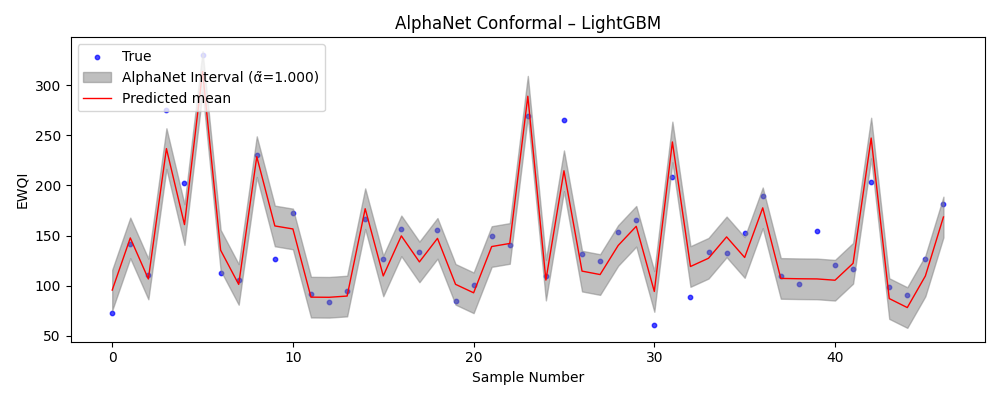 AlphaNet Conformal – LightGBM
True
AlphaNet Interval (α̃=1.000)
Predicted mean
EWQI
300
250
200
150
100
50
0
10
20
30
40
Sample Number